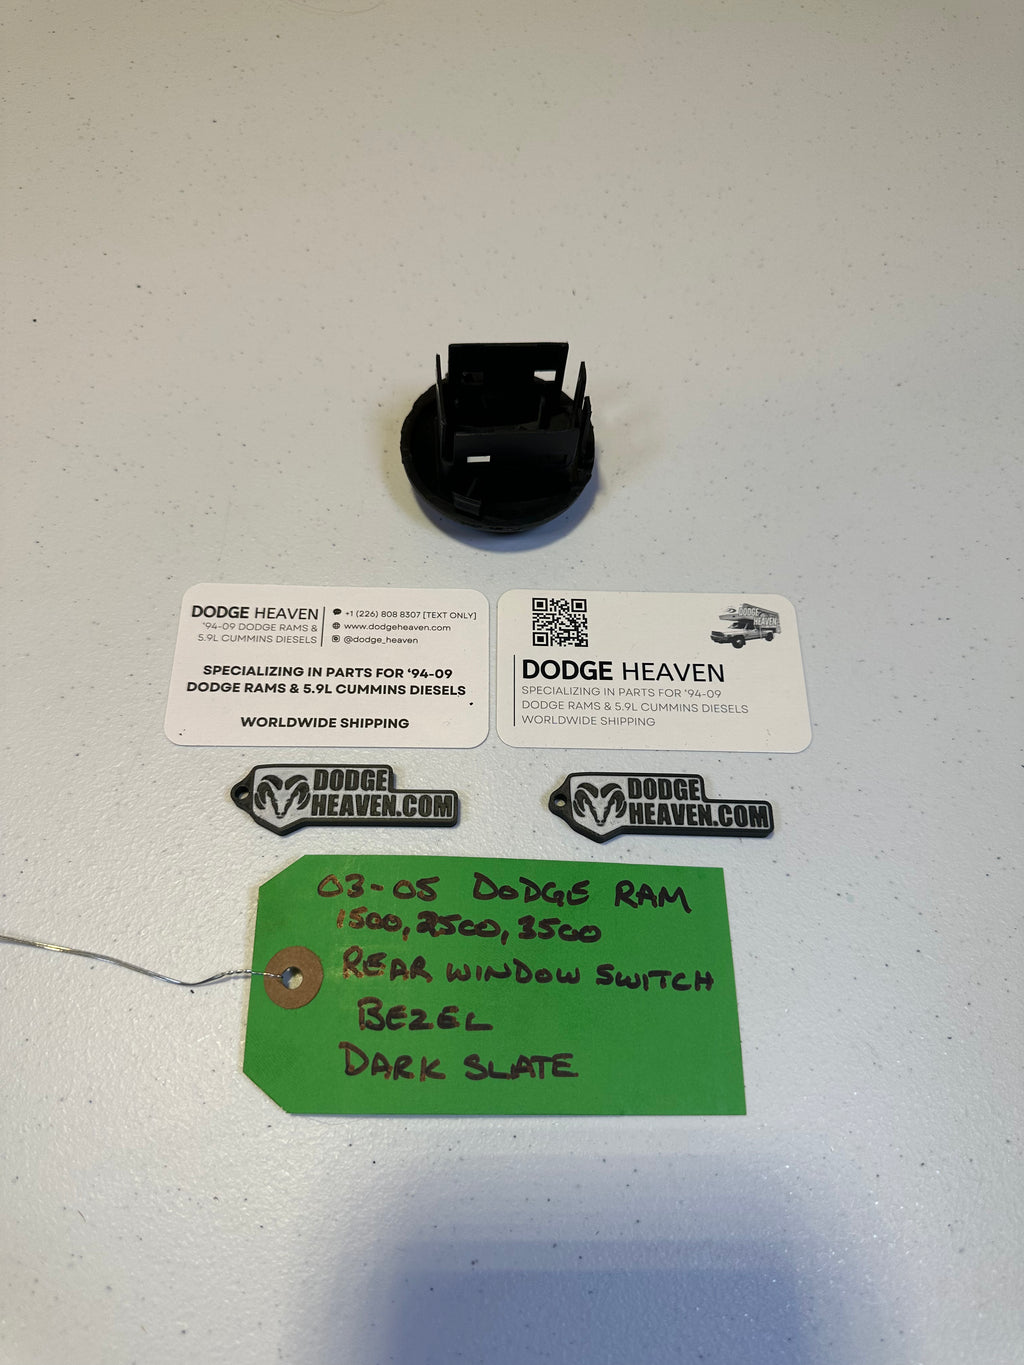 DODGE HEAVEN
'94-09 DODGE RAMS &
5.9L CUMMINS DIESELS
+1 (226) 808 8307 [TEXT ONLY]
www.dodgeheaven.com
@dodge_heaven
SPECIALIZING IN PARTS FOR '94-09
DODGE RAMS & 5.9L CUMMINS DIESELS
WORLDWIDE SHIPPING
DODGE HEAVEN
DODGE HEAVEN
SPECIALIZING IN PARTS FOR '94-09
DODGE RAMS & 5.9L CUMMINS DIESELS
WORLDWIDE SHIPPING
DODGE
HEAVEN.COM
DODGE
HEAVEN.COM
03-05 DODGE RAM
1500, 2500, 3500
REAR WINDOW SWITCH
BEZEL
DARK SLATE